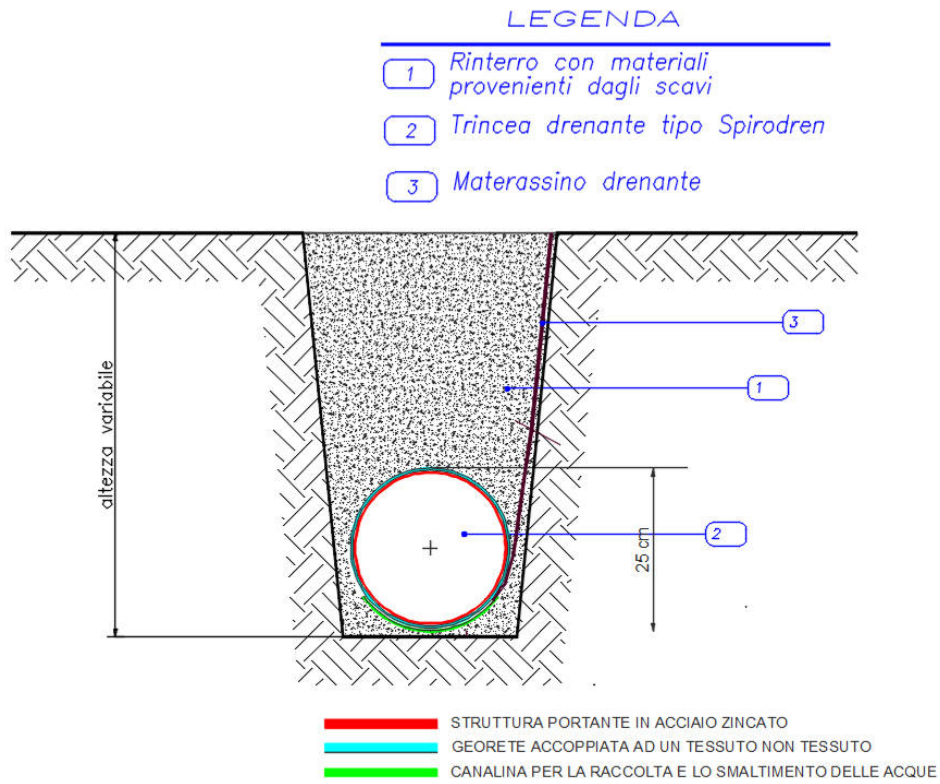 LEGENDA
1 Rinterro con materiali
provenienti dagli scavi
2 Trincea drenante tipo Spirodren
3 Materassino drenante
3
1
altezza variabile
2
25 cm
STRUTTURA PORTANTE IN ACCIAIO ZINCATO
GEORETE ACCOPPIATA AD UN TESSUTO NON TESSUTO
CANALINA PER LA RACCOLTA E LO SMALTIMENTO DELLE ACQUE